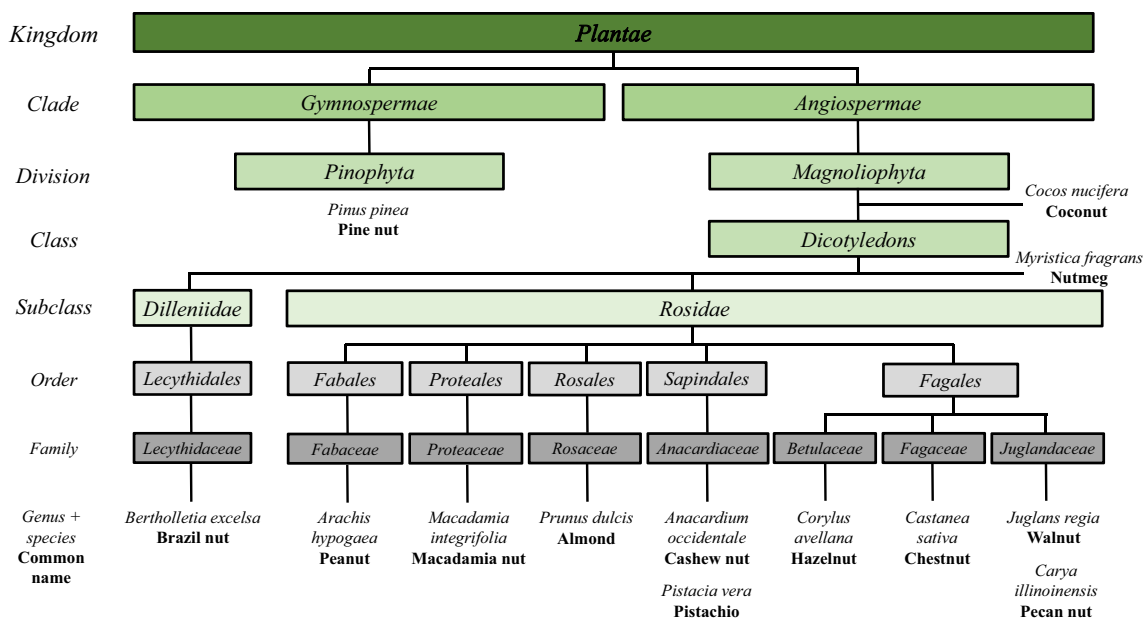 Kingdom
Plantae
Clade
Gymnospermae
Angiospermae
Division
Pinophyta
Magnoliophyta
Pinus pinea
Pine nut
Cocos nucifera
Coconut
Class
Dicotyledons
Myristica fragrans
Nutmeg
Subclass
Dilleniidae
Rosidae
Order
Lecythidales
Fabales
Proteales
Rosales
Sapindales
Fagales
Family
Lecythidaceae
Fabaceae
Proteaceae
Rosaceae
Anacardiaceae
Betulaceae
Fagaceae
Juglandaceae
Genus +
species
Common
name
Bertholletia excelsa
Brazil nut
Arachis
hypogaea
Peanut
Macadamia
integrifolia
Macadamia nut
Prunus dulcis
Almond
Anacardium
occidentale
Cashew nut
Pistacia vera
Pistachio
Corylus
avellana
Hazelnut
Castanea
sativa
Chestnut
Juglans regia
Walnut
Carya
illinoinensis
Pecan nut